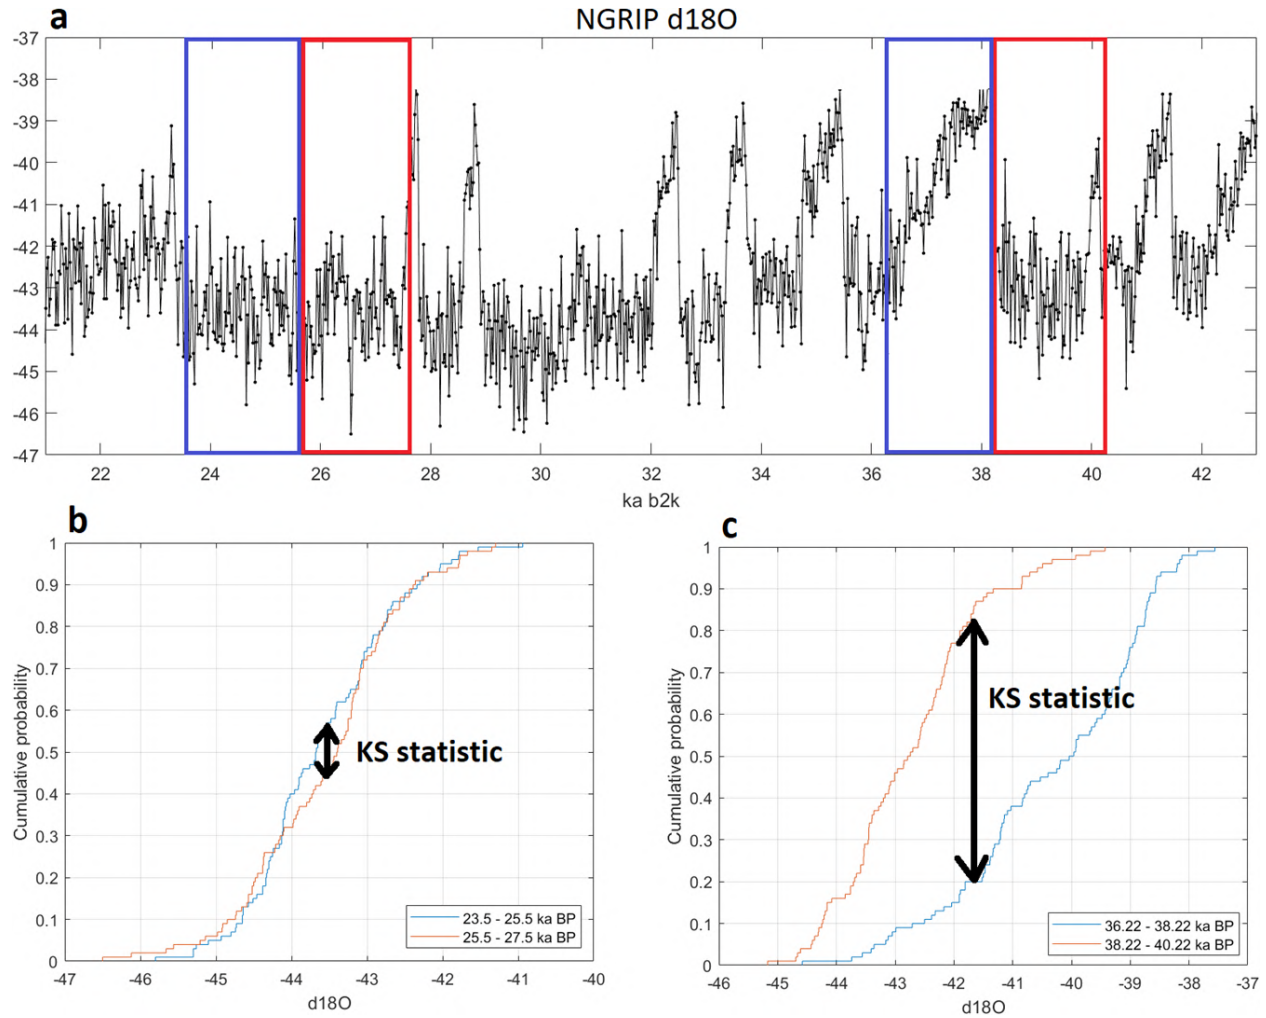 a
NGRIP d18O
-37
-38
-39
-40
-41
-42
-43
-44
-45
-46
-47
22 24 26 28 30 32 34 36 38 40 42
ka b2k
b
1
0.9
0.8
0.7
0.6
0.5
0.4
0.3
0.2
0.1
0
Cumulative probability
KS statistic
23.5 - 25.5 ka BP
25.5 - 27.5 ka BP
-47 -46 -45 -44 -43 -42 -41 -40
d18O
c
1
0.9
0.8
0.7
0.6
0.5
0.4
0.3
0.2
0.1
0
Cumulative probability
KS statistic
36.22 - 38.22 ka BP
38.22 - 40.22 ka BP
-46 -45 -44 -43 -42 -41 -40 -39 -38 -37
d18O